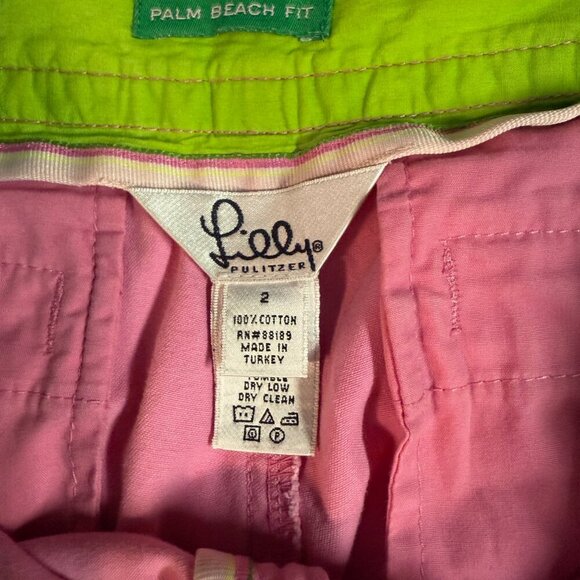 PALM BEACH FIT
Lilly®
PULITZER
2
100% COTTON
RN#88189
MADE IN
TURKEY
TUMBLE
DRY LOW
DRY CLEAN
P